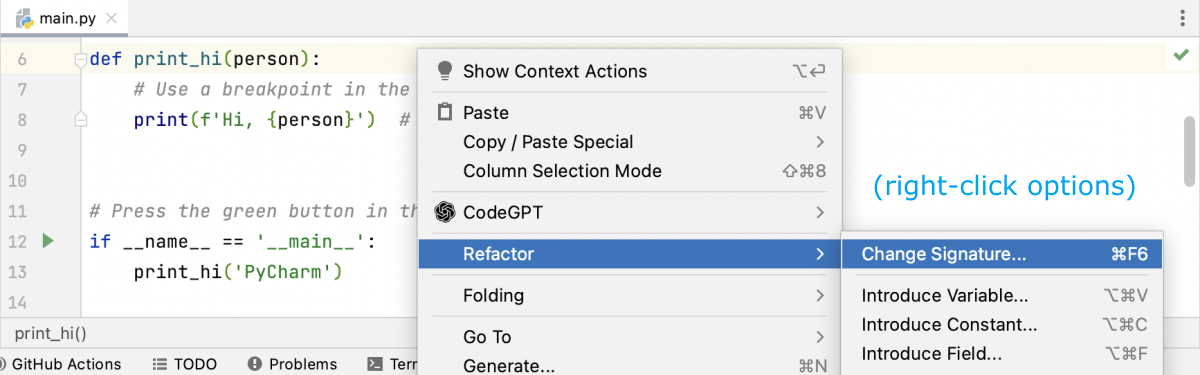 main.py
6 def print_hi(person):
7 # Use a breakpoint in the
8 print(f'Hi, {person}') #
9
10
11 # Press the green button in th
12 if __name__ == '__main__':
13 print_hi('PyCharm')
14
print_hi()
GitHub Actions TODO Problems Terr
Show Context Actions ⌥⏎
Paste ⌘V
Copy / Paste Special
Column Selection Mode ⇧⌘8
CodeGPT
Refactor
Folding
Go To
Generate... ⌘N
(right-click options)
Change Signature... ⌘F6
Introduce Variable... ⌥⌘V
Introduce Constant... ⌥⌘C
Introduce Field... ⌥⌘F